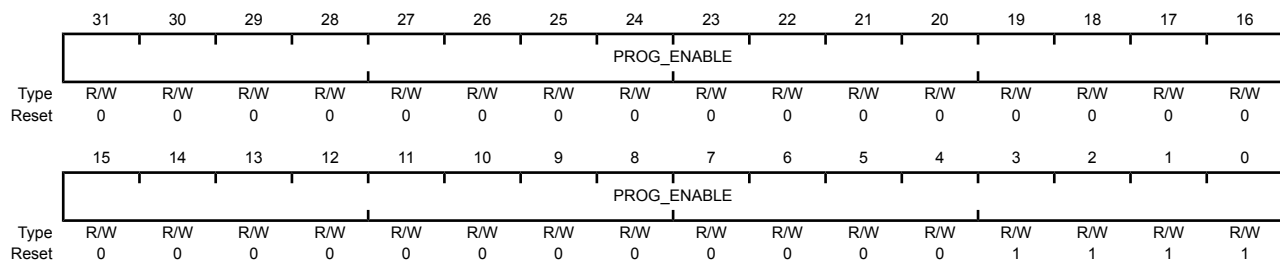 31 30 29 28 27 26 25 24 23 22 21 20 19 18 17 16
PROG_ENABLE
Type R/W R/W R/W R/W R/W R/W R/W R/W R/W R/W R/W R/W R/W R/W R/W R/W
Reset 0 0 0 0 0 0 0 0 0 0 0 0 0 0 0 0
15 14 13 12 11 10 9 8 7 6 5 4 3 2 1 0
PROG_ENABLE
Type R/W R/W R/W R/W R/W R/W R/W R/W R/W R/W R/W R/W R/W R/W R/W R/W
Reset 0 0 0 0 0 0 0 0 0 0 0 0 1 1 1 1